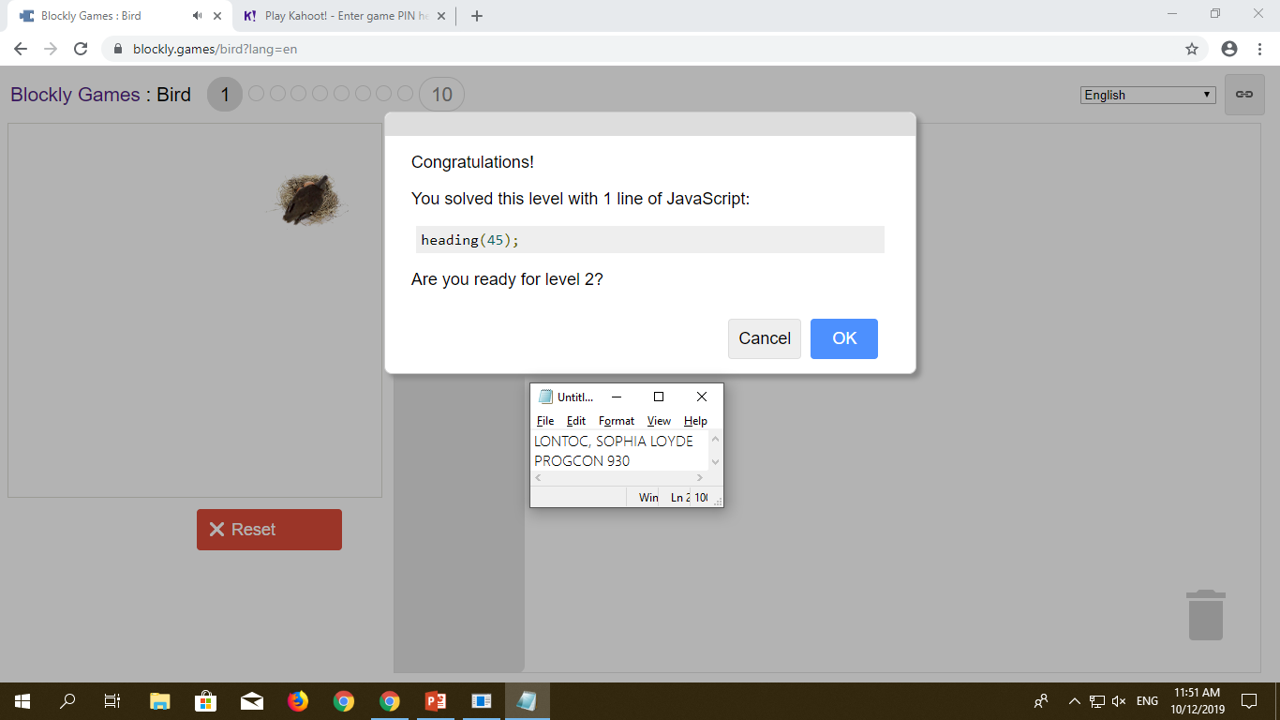 Blockly Games : Bird
Play Kahoot! - Enter game PIN he
blockly.games/bird?lang=en
Blockly Games : Bird 1 10
English
Congratulations!
You solved this level with 1 line of JavaScript:
heading(45);
Are you ready for level 2?
Cancel OK
Untitl...
File Edit Format View Help
LONTOC, SOPHIA LOYDE
PROGCON 930
Win Ln 2 100
Reset
ENG
11:51 AM
10/12/2019